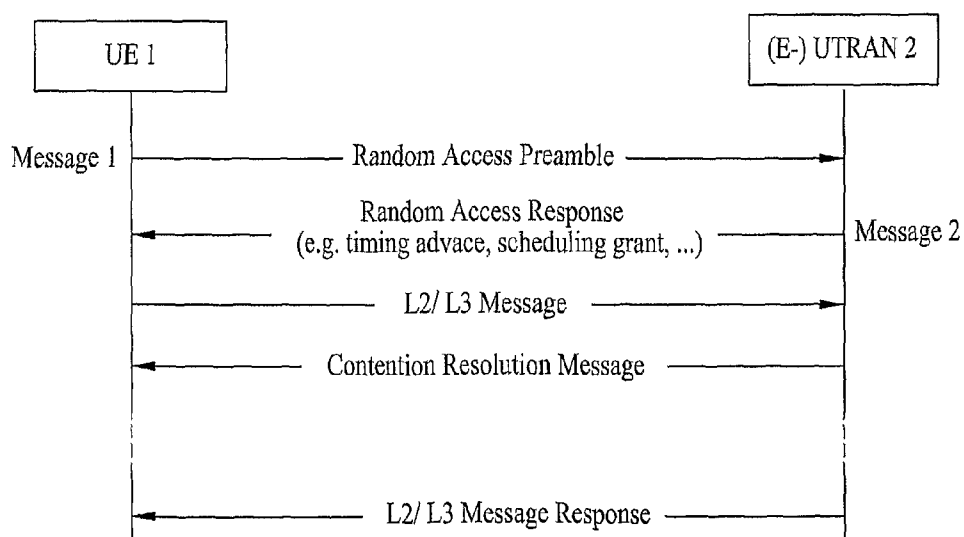 UE 1
(E-) UTRAN 2
Message 1
Random Access Preamble
Random Access Response
(e.g. timing advace, scheduling grant, ...)
Message 2
L2/ L3 Message
Contention Resolution Message
L2/ L3 Message Response